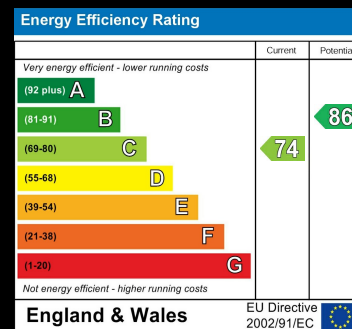 Energy Efficiency Rating
Current Potential
Very energy efficient - lower running costs
(92 plus) A
(81-91) B
86
(69-80) C
74
(55-68) D
(39-54) E
(21-38) F
(1-20) G
Not energy efficient - higher running costs
England & Wales
EU Directive
2002/91/EC